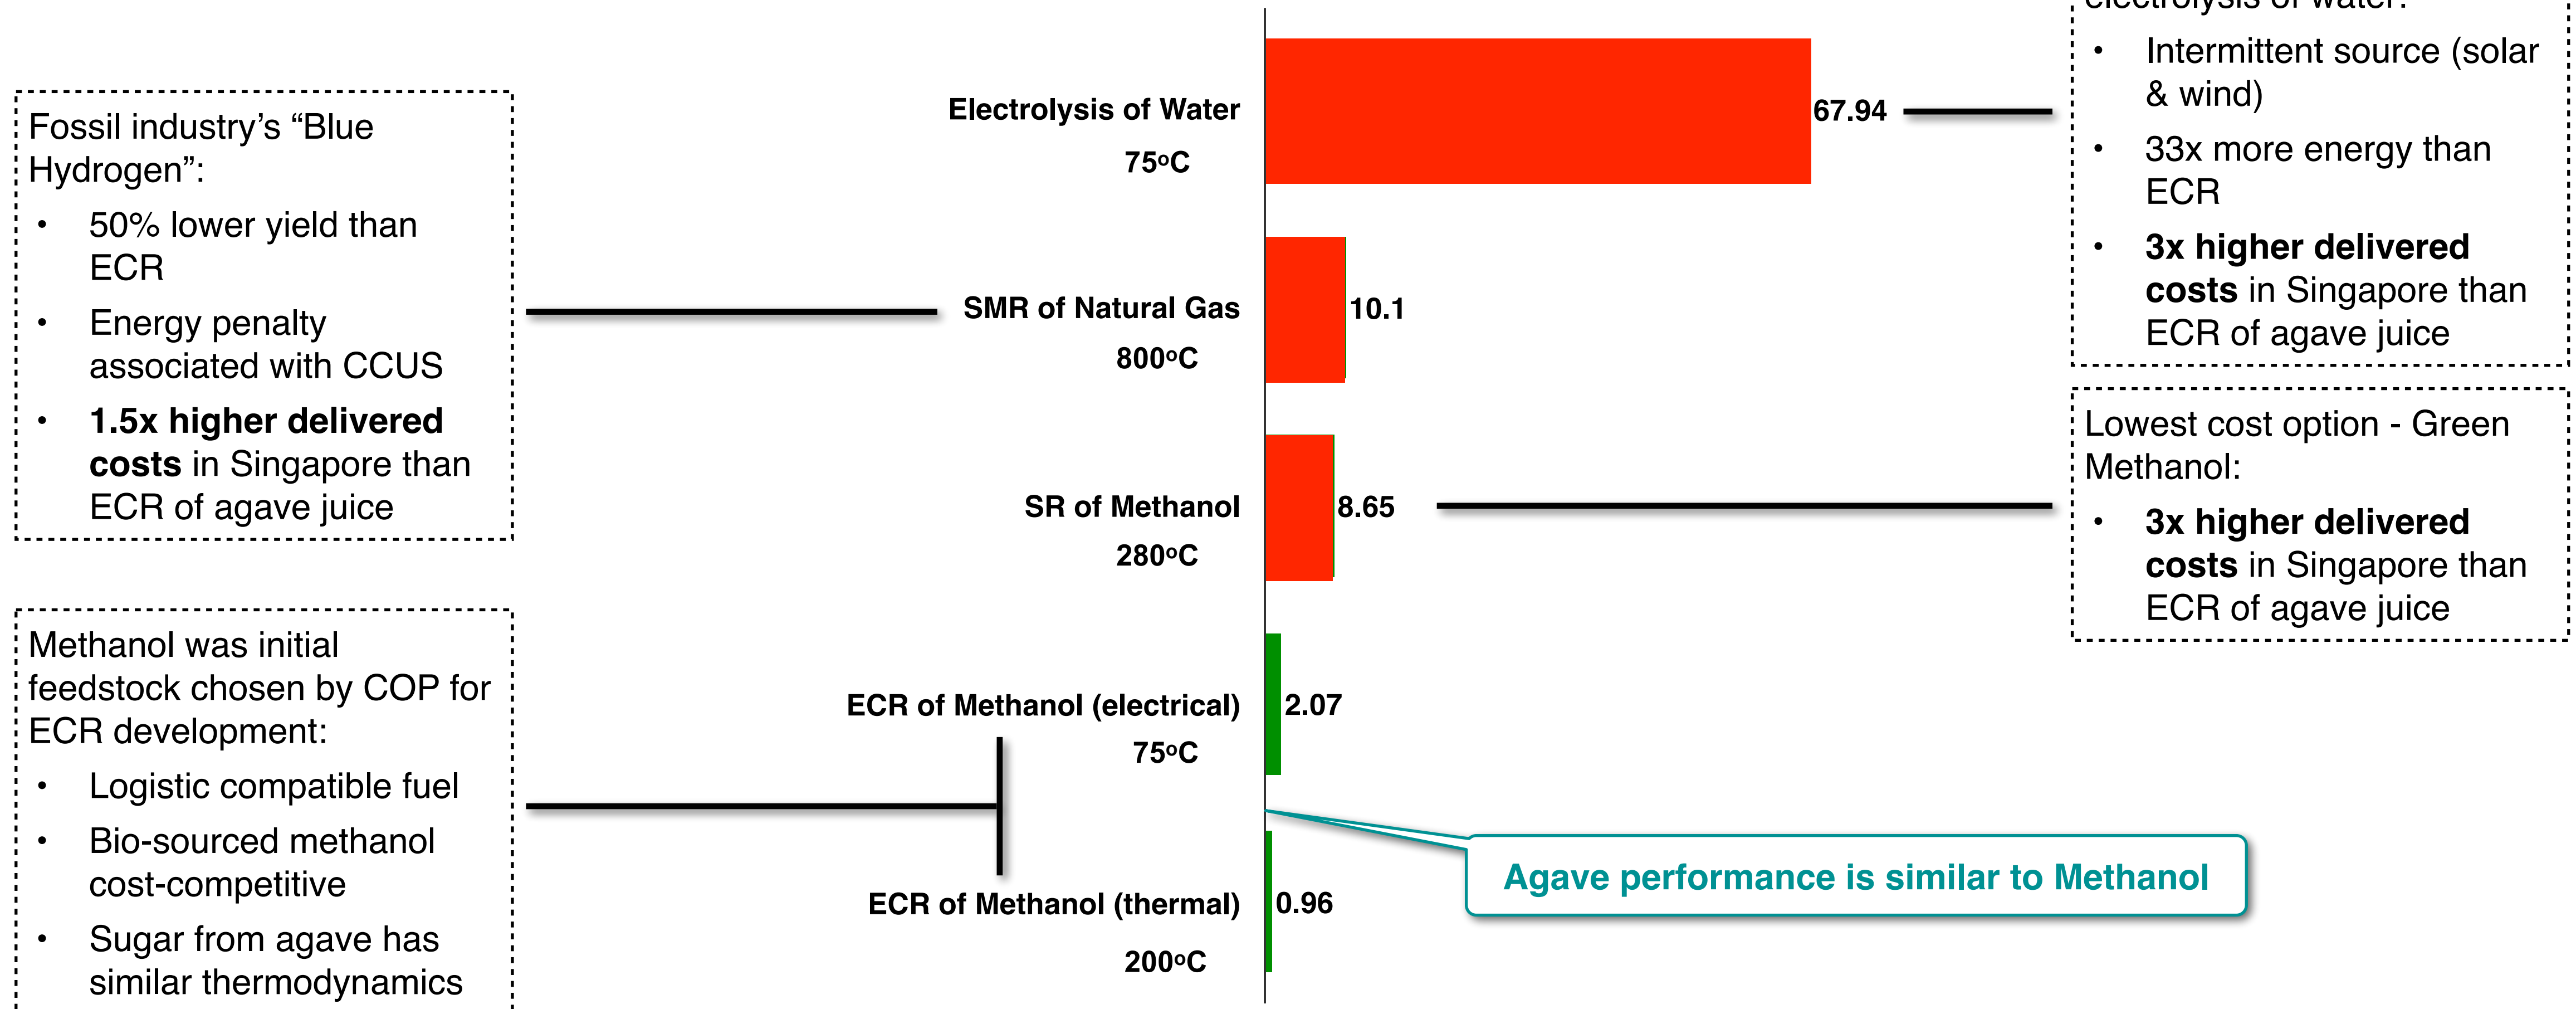 Fossil industry's “Blue
Hydrogen”:
• 50% lower yield than
ECR
• Energy penalty
associated with CCUS
• 1.5x higher delivered
costs in Singapore than
ECR of agave juice
Methanol was initial
feedstock chosen by COP for
ECR development:
• Logistic compatible fuel
• Bio-sourced methanol
cost-competitive
• Sugar from agave has
similar thermodynamics
Electrolysis of Water
75ºC
67.94
SMR of Natural Gas
800ºC
10.1
SR of Methanol
280ºC
8.65
ECR of Methanol (electrical)
75ºC
2.07
ECR of Methanol (thermal)
200ºC
0.96
Agave performance is similar to Methanol
electrolysis of water:
• Intermittent source (solar
& wind)
• 33x more energy than
ECR
• 3x higher delivered
costs in Singapore than
ECR of agave juice
Lowest cost option - Green
Methanol:
• 3x higher delivered
costs in Singapore than
ECR of agave juice